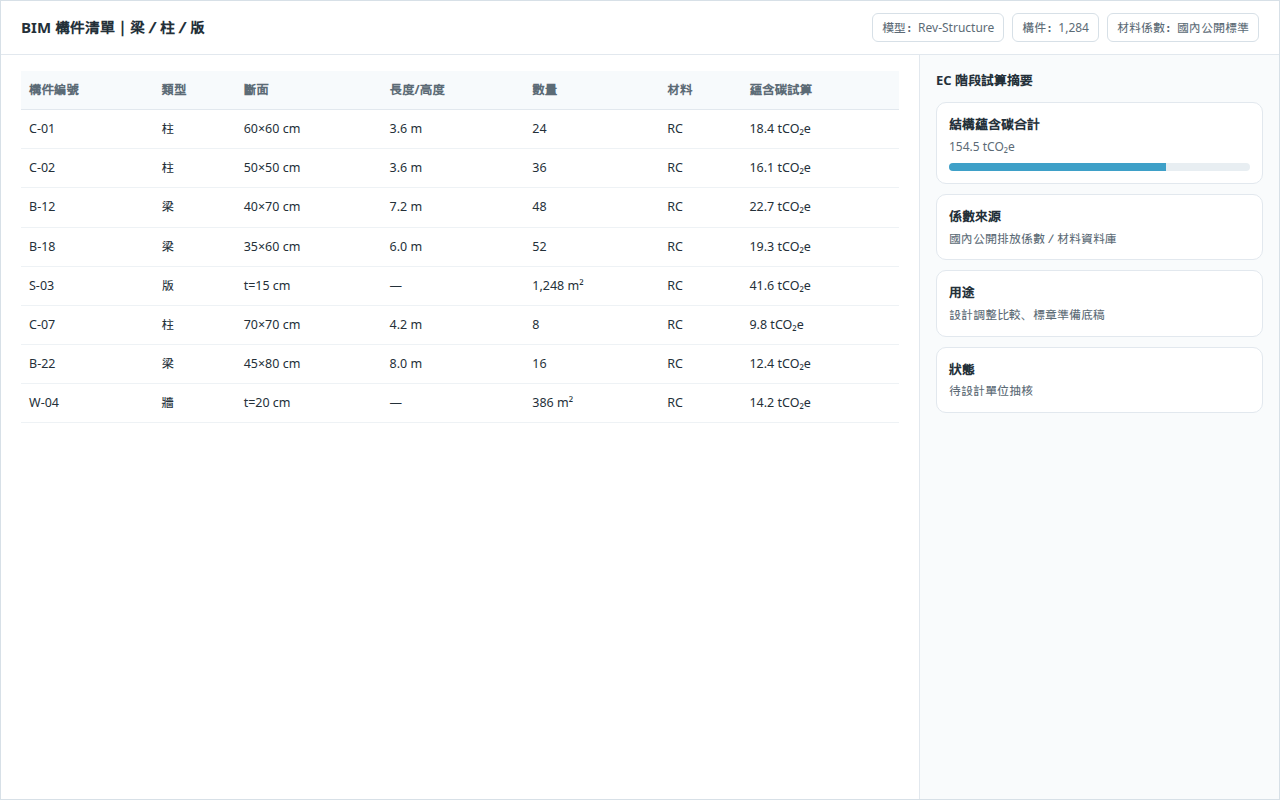 BIM 構件清單｜梁 / 柱 / 版
模型：Rev-Structure
構件：1,284
材料係數：國內公開標準
構件編號 類型 斷面 長度/高度 數量 材料 蘊含碳試算
C-01 柱 60×60 cm 3.6 m 24 RC 18.4 tCO₂e
C-02 柱 50×50 cm 3.6 m 36 RC 16.1 tCO₂e
B-12 梁 40×70 cm 7.2 m 48 RC 22.7 tCO₂e
B-18 梁 35×60 cm 6.0 m 52 RC 19.3 tCO₂e
S-03 版 t=15 cm — 1,248 m² RC 41.6 tCO₂e
C-07 柱 70×70 cm 4.2 m 8 RC 9.8 tCO₂e
B-22 梁 45×80 cm 8.0 m 16 RC 12.4 tCO₂e
W-04 牆 t=20 cm — 386 m² RC 14.2 tCO₂e
EC 階段試算摘要
結構蘊含碳合計
154.5 tCO₂e
係數來源
國內公開排放係數 / 材料資料庫
用途
設計調整比較、標章準備底稿
狀態
待設計單位抽核